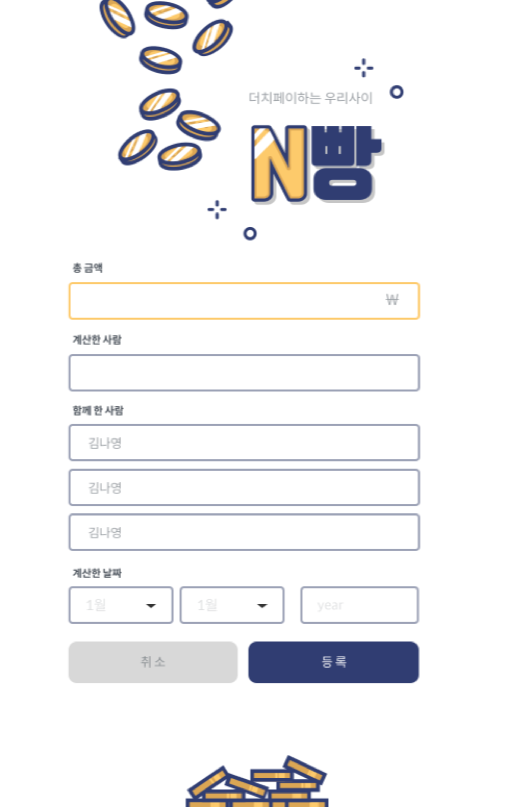 더치페이하는 우리사이
N빵
총 금액
₩
계산한 사람
함께 한 사람
김나영
김나영
김나영
계산한 날짜
1월 1월 year
취소 등록